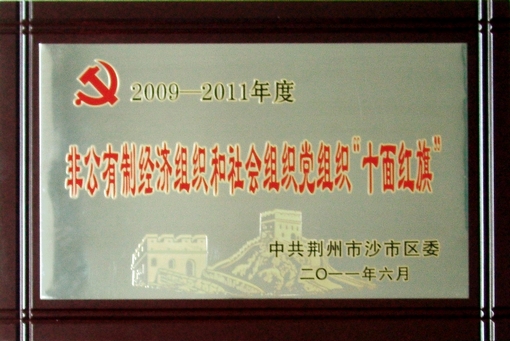 2009—2011年度
非公有制经济组织和社会组织党组织“十面红旗”
中共荆州市沙市区委
二〇一一年六月